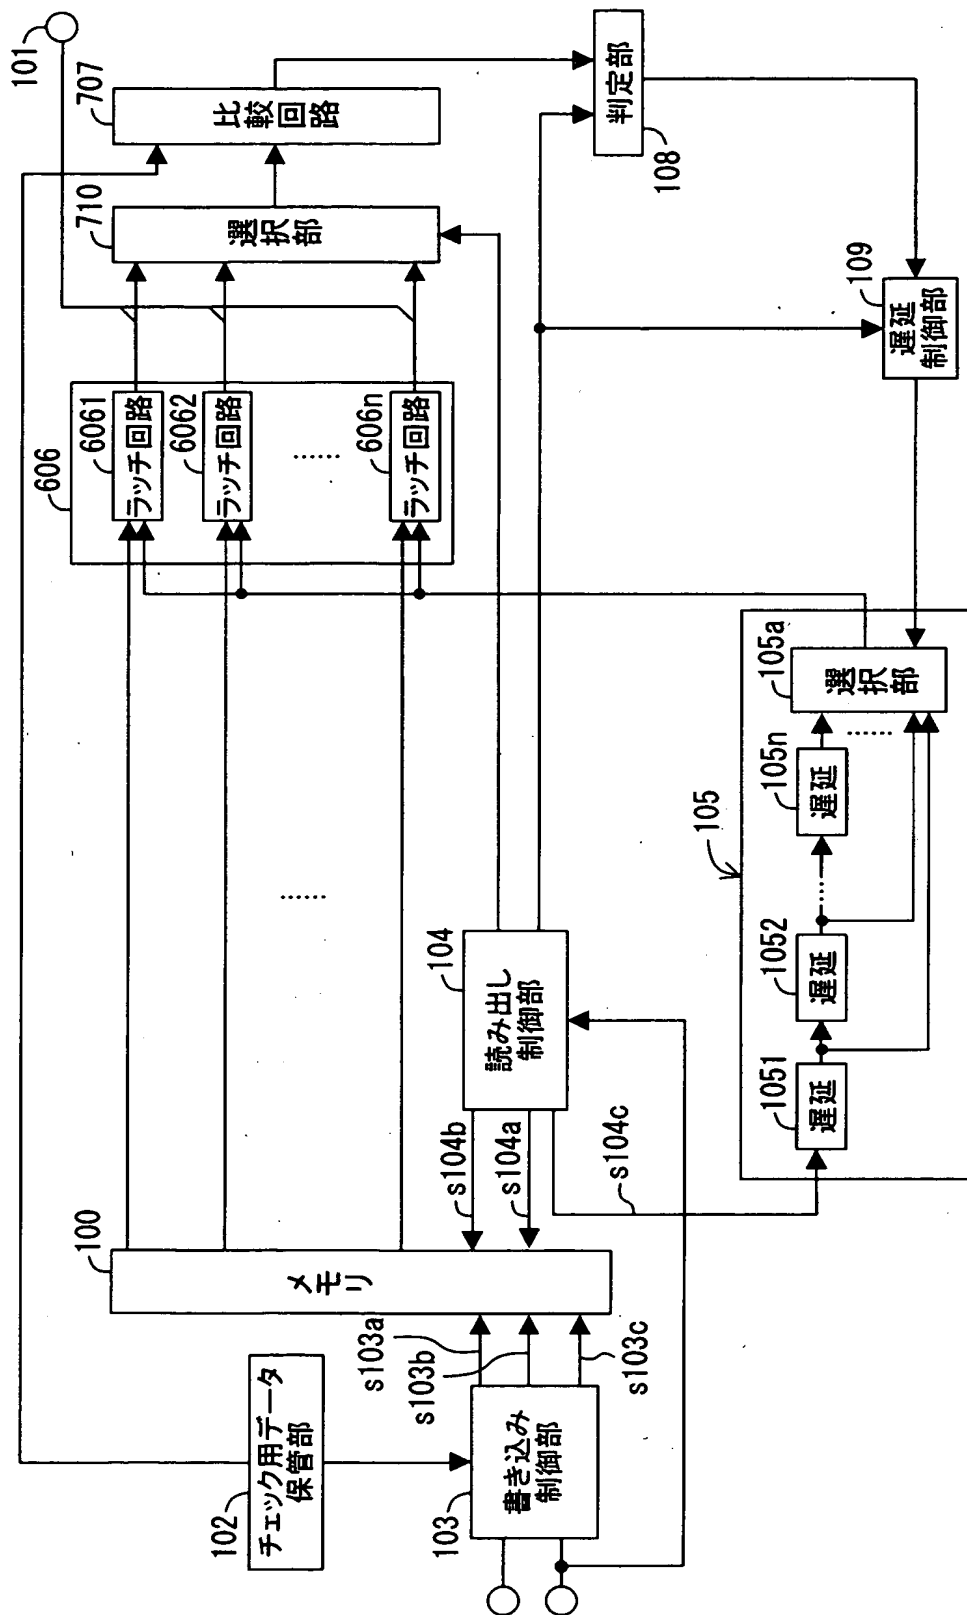 101
707
比較回路
710
選択部
判定部
108
606
6061
ラッチ回路
6062
ラッチ回路
……
606n
ラッチ回路
109
遅延
制御部
105a
選択部
……
105n
遅延
……
1052
遅延
1051
遅延
105
……
104
読み出し
制御部
s104b
s104a
s104c
100
メモリ
s103a
s103b
s103c
102
チェック用データ
保管部
103
書き込み
制御部